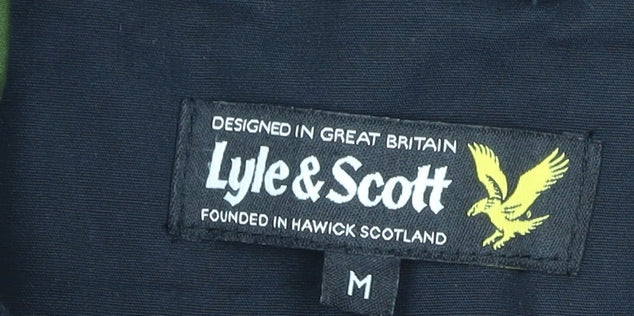 DESIGNED IN GREAT BRITAIN
Lyle & Scott
FOUNDED IN HAWICK SCOTLAND
M